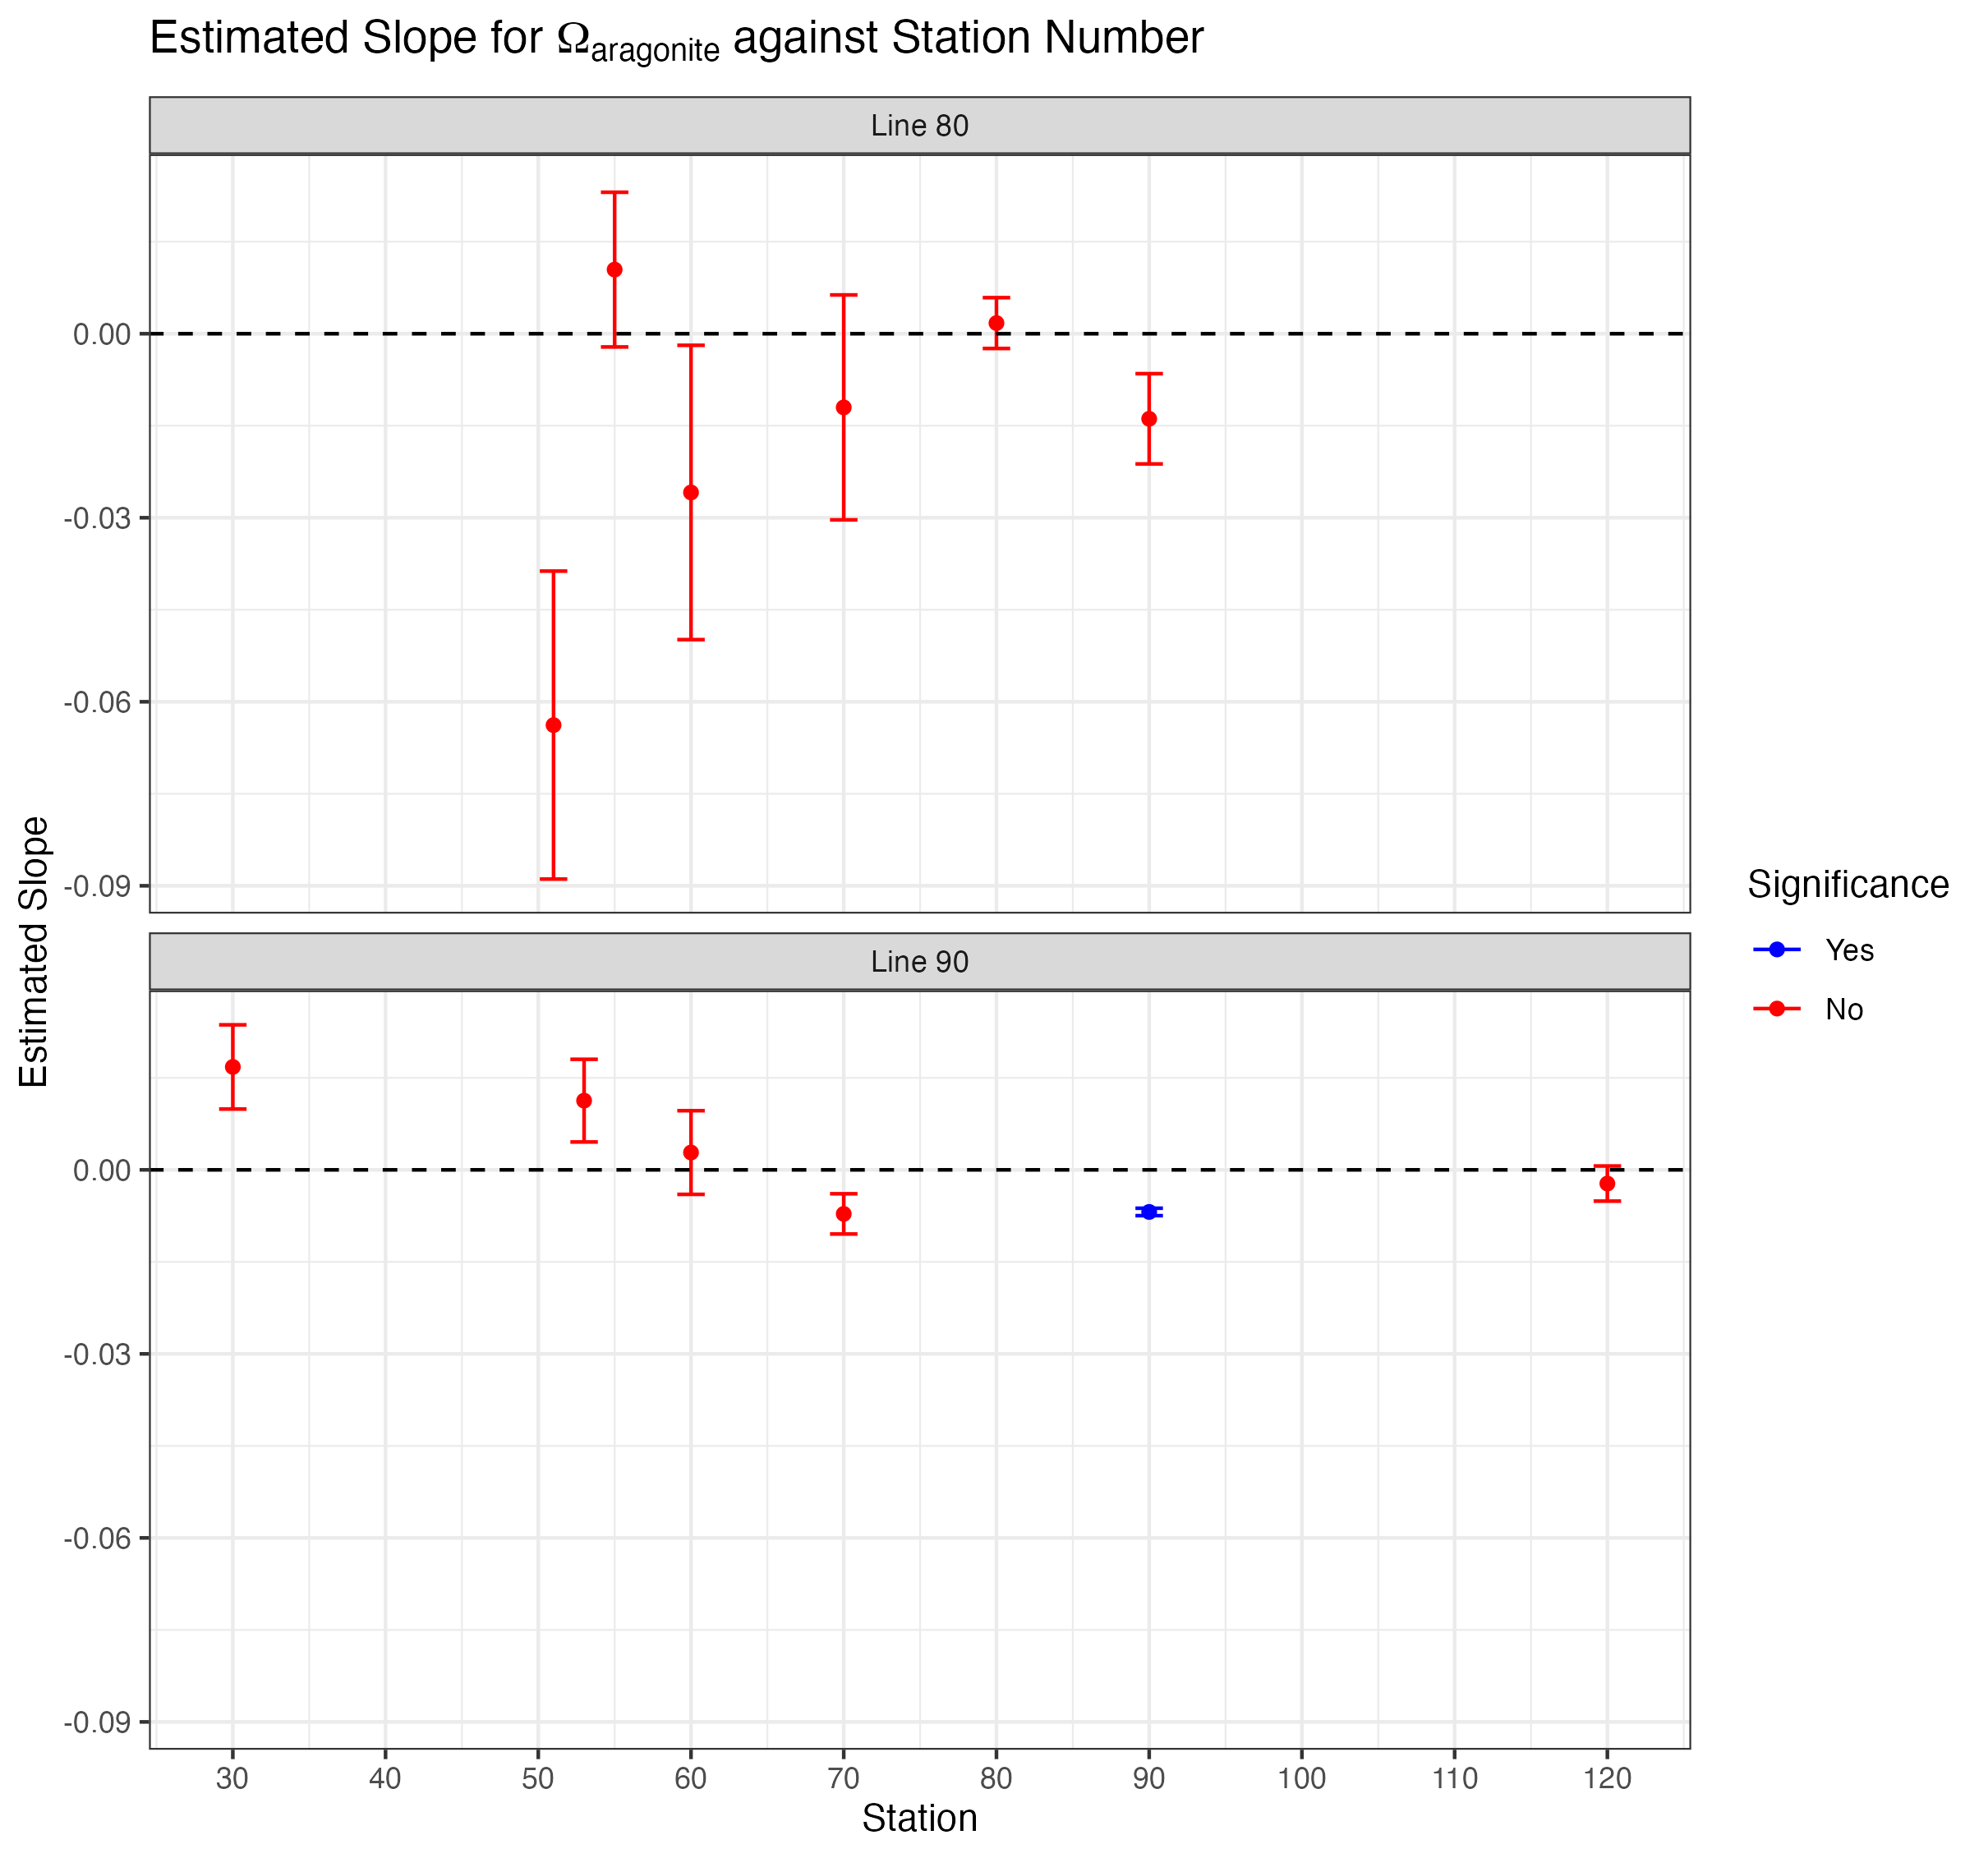 Estimated Slope for Ωaragonite against Station Number
Line 80
0.00
-0.03
-0.06
-0.09
Line 90
0.00
-0.03
-0.06
-0.09
30 40 50 60 70 80 90 100 110 120
Station
Estimated Slope
Significance
Yes
No